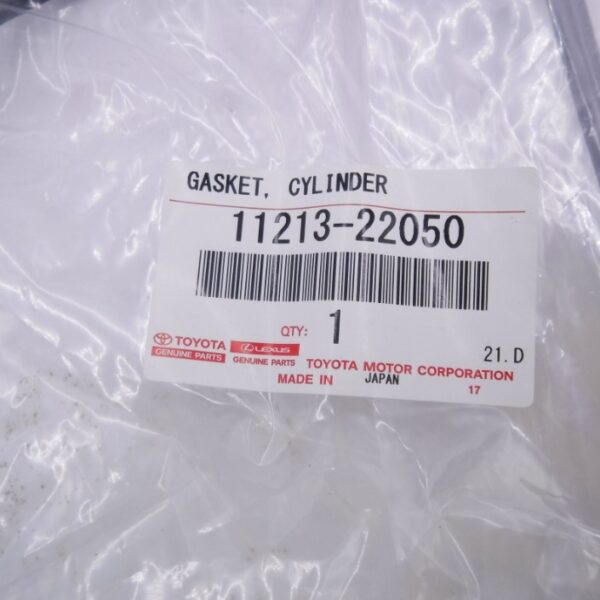 GASKET, CYLINDER
11213-22050
QTY: 1
21.D
TOYOTA LEXUS
GENUINE PARTS GENUINE PARTS TOYOTA MOTOR CORPORATION
MADE IN JAPAN 17